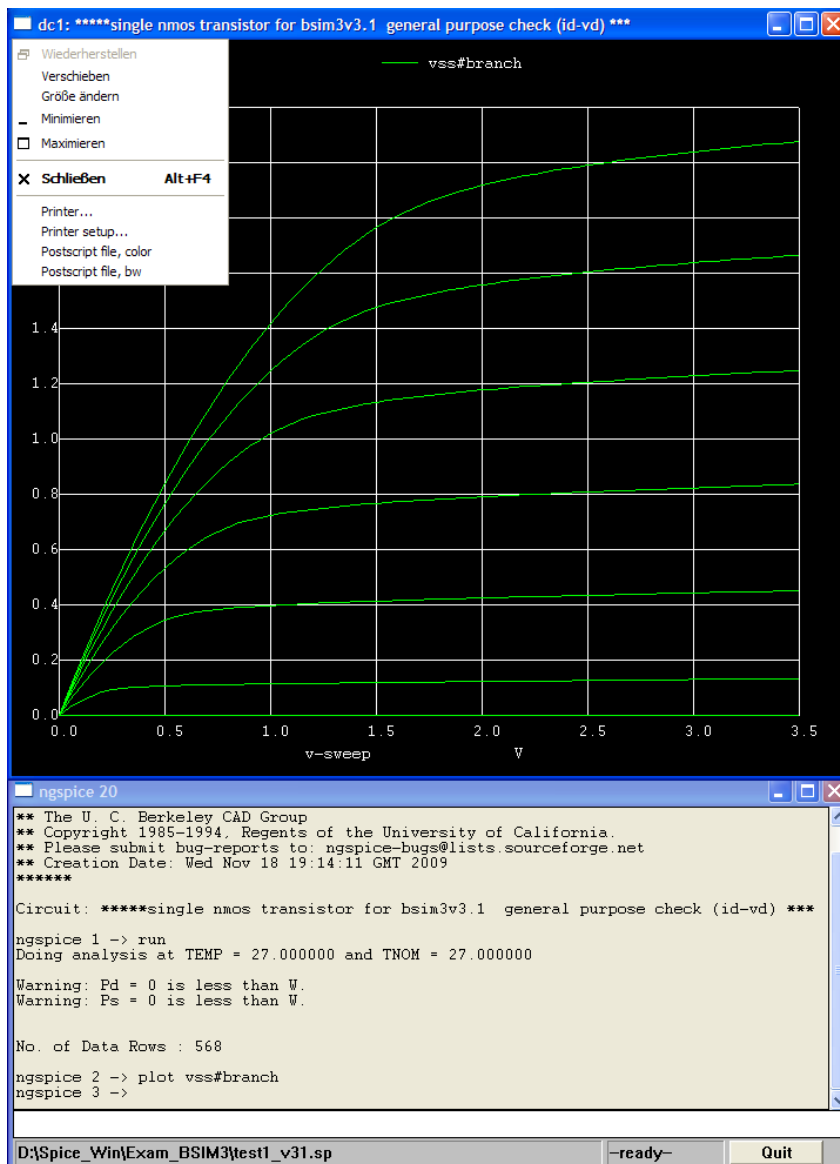 dc1: *****single nmos transistor for bsim3v3.1  general purpose check (id-vd) ***
Wiederherstellen
Verschieben
Größe ändern
Minimieren
Maximieren
Schließen Alt+F4
Printer...
Printer setup...
Postscript file, color
Postscript file, bw
vss#branch
1.4
1.2
1.0
0.8
0.6
0.4
0.2
0.0
0.0 0.5 1.0 1.5 2.0 2.5 3.0 3.5
v-sweep V
ngspice 20
** The U. C. Berkeley CAD Group
** Copyright 1985-1994, Regents of the University of California.
** Please submit bug-reports to: ngspice-bugs@lists.sourceforge.net
** Creation Date: Wed Nov 18 19:14:11 GMT 2009
******
Circuit: *****single nmos transistor for bsim3v3.1  general purpose check (id-vd) ***
ngspice 1 -> run
Doing analysis at TEMP = 27.000000 and TNOM = 27.000000
Warning: Pd = 0 is less than W.
Warning: Ps = 0 is less than W.
No. of Data Rows : 568
ngspice 2 -> plot vss#branch
ngspice 3 ->
D:\Spice_Win\Exam_BSIM3\test1_v31.sp --ready-- Quit